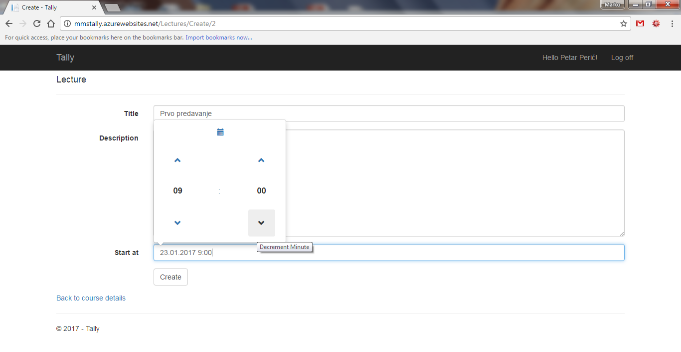 Create - Tally
Marko
mmstally.azurewebsites.net/Lectures/Create/2
For quick access, place your bookmarks here on the bookmarks bar. Import bookmarks now...
Tally Hello Petar Perić! Log off
Lecture
Title Prvo predavanje
Description
09 : 00
Decrement Minute
Start at 23.01.2017 9:00
Create
Back to course details
© 2017 - Tally